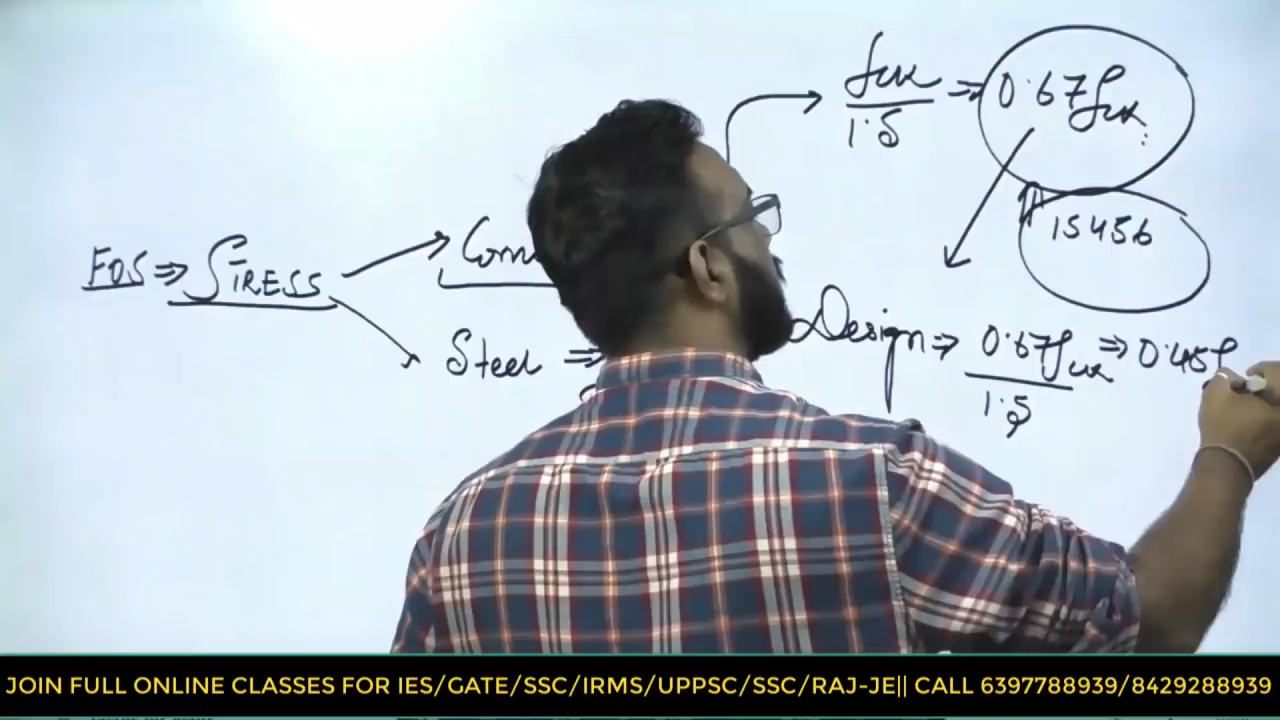 fck
1.5 ⇒ 0.67fck
15456
FOS ⇒ STRESS
Steel ⇒
Design ⇒ 0.67fck
1.5 ⇒ 0.45f
JOIN FULL ONLINE CLASSES FOR IES/GATE/SSC/IRMS/UPPSC/SSC/RAJ-JE|| CALL 6397788939/8429288939